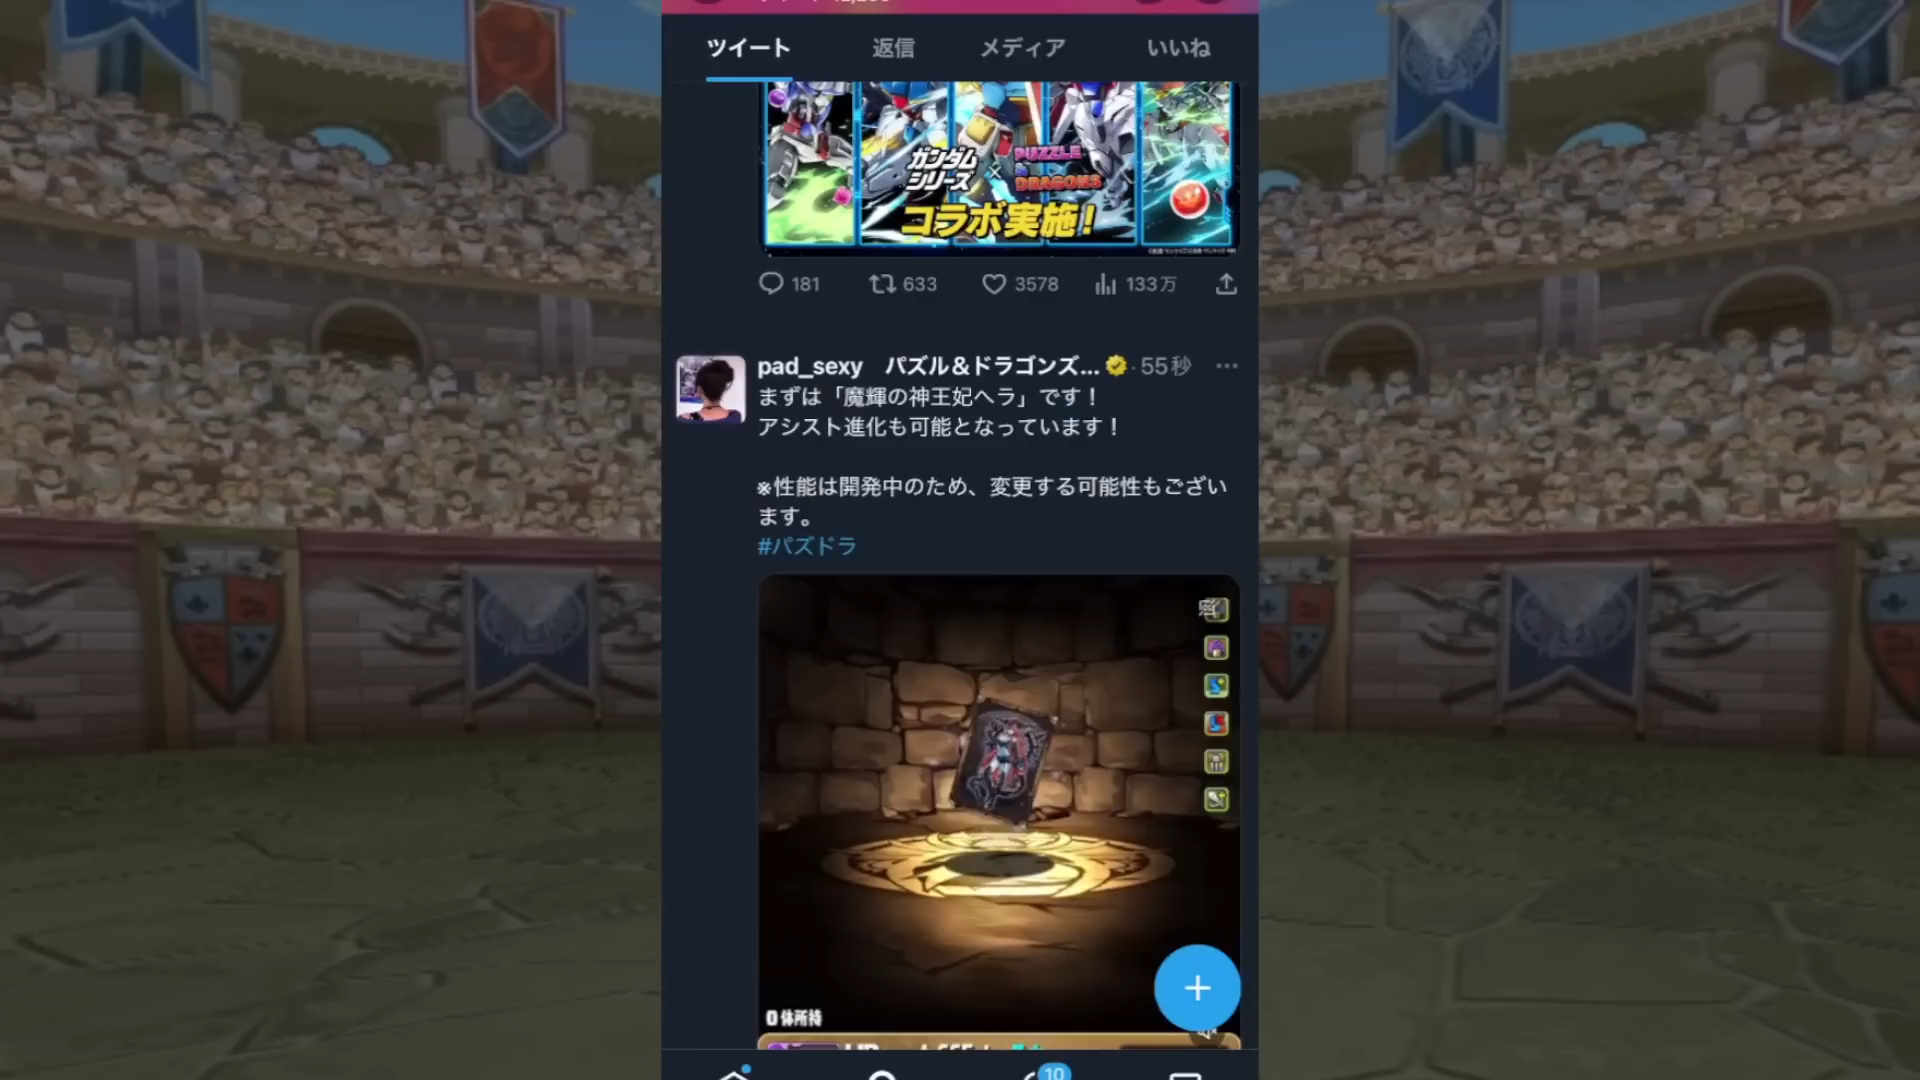 ツイート 返信 メディア いいね
ガンダム
シリーズ
×
PUZZLE
&
DRAGONS
コラボ実施!
181 633 3578 133万
pad_sexy パズル&ドラゴンズ... · 55秒 ···
まずは「魔輝の神王妃ヘラ」です!
アシスト進化も可能となっています!
※性能は開発中のため、変更する可能性もござい
ます。
#パズドラ
0体所持
10